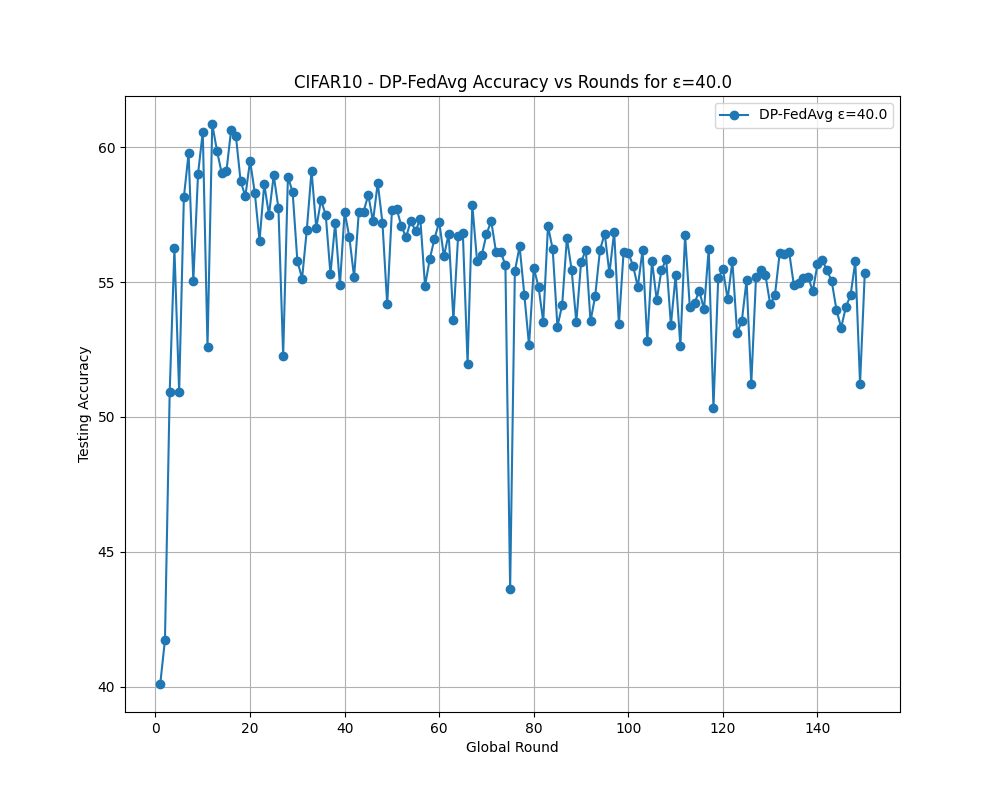 CIFAR10 - DP-FedAvg Accuracy vs Rounds for ε=40.0
DP-FedAvg ε=40.0
60
55
50
45
40
Testing Accuracy
0 20 40 60 80 100 120 140
Global Round